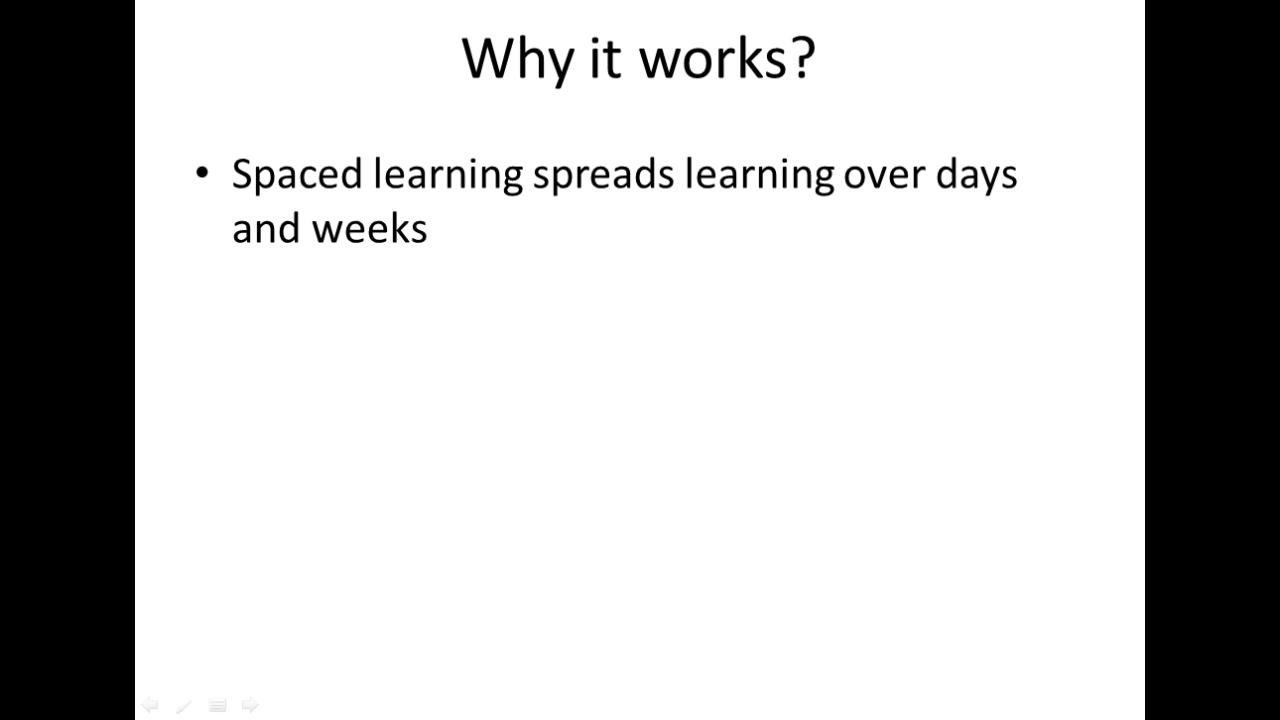 Why it works?
• Spaced learning spreads learning over days
and weeks